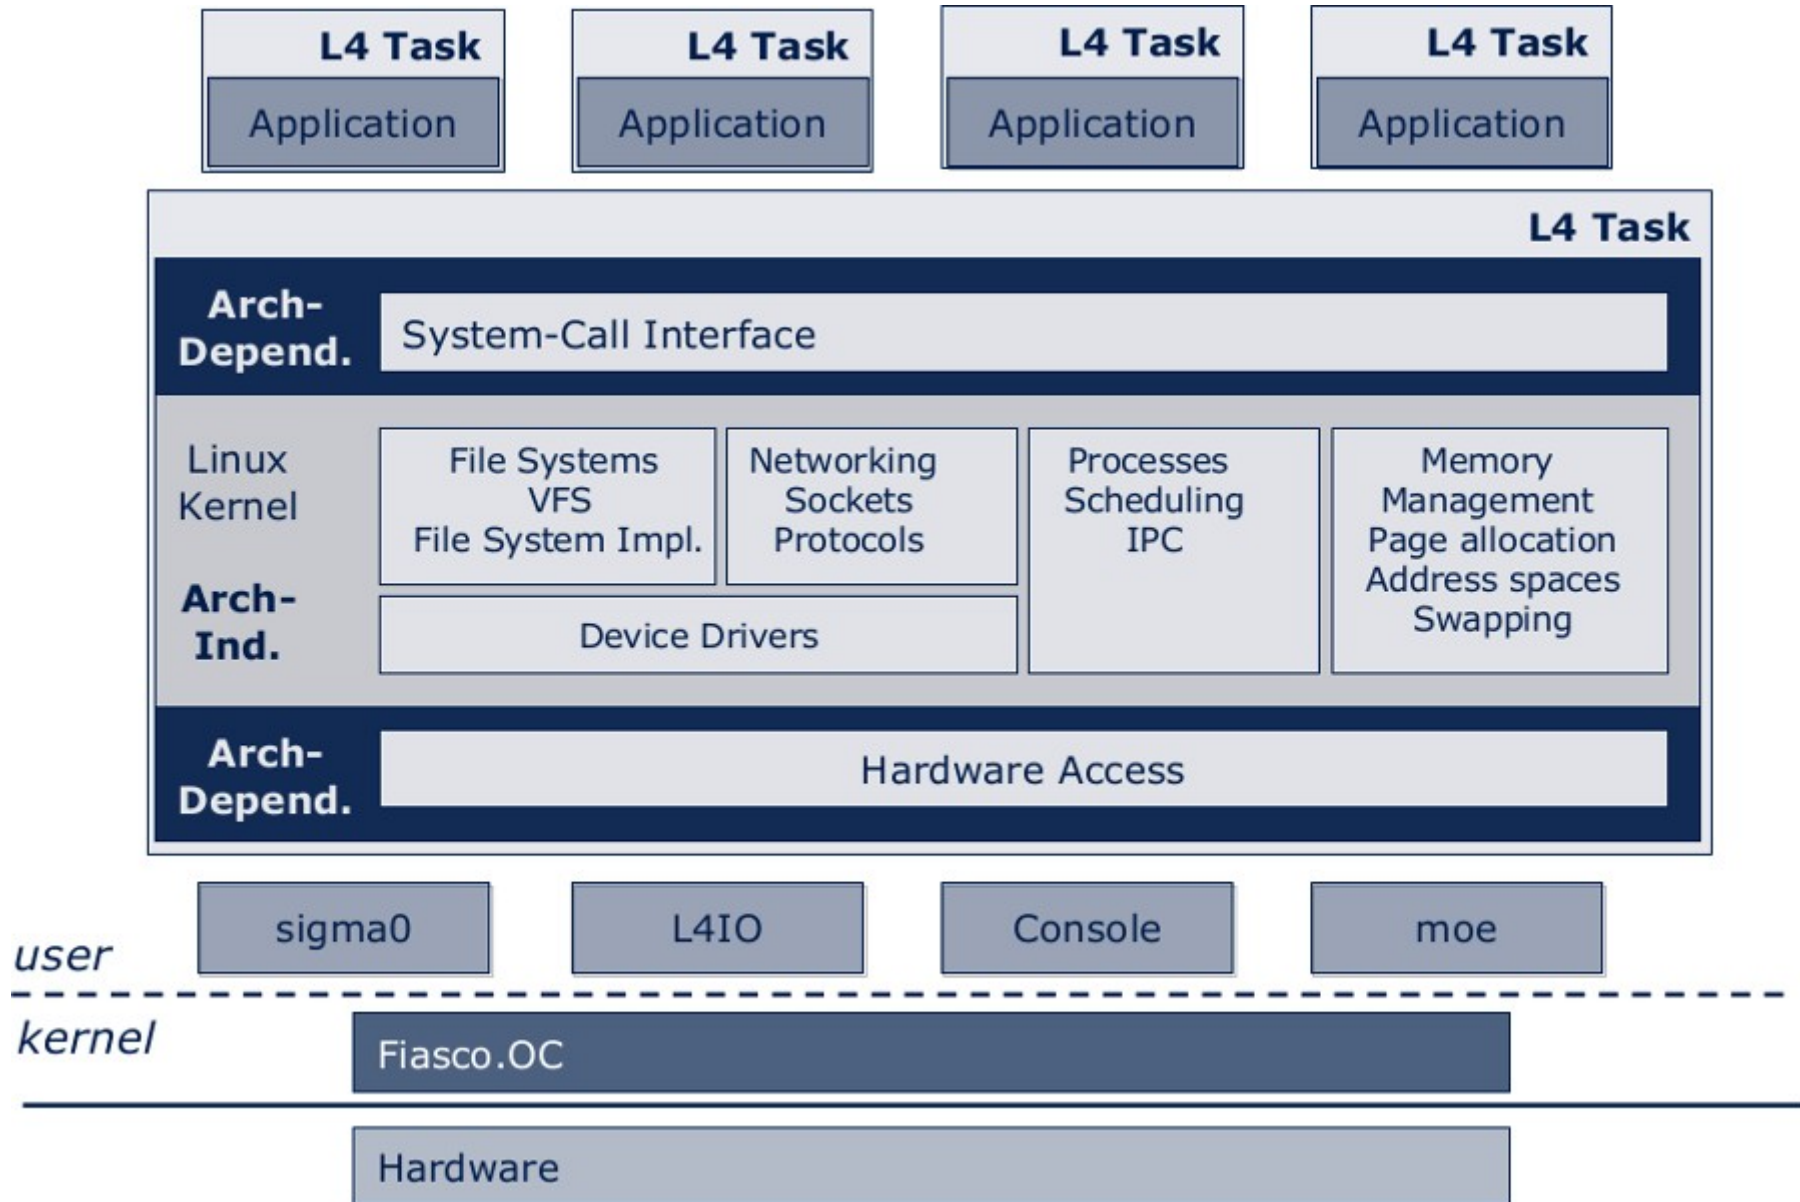 L4 Task
Application
L4 Task
Application
L4 Task
Application
L4 Task
Application
L4 Task
Arch-
Depend.
System-Call Interface
Linux
Kernel
Arch-
Ind.
File Systems
VFS
File System Impl.
Networking
Sockets
Protocols
Processes
Scheduling
IPC
Memory
Management
Page allocation
Address spaces
Swapping
Device Drivers
Arch-
Depend.
Hardware Access
sigma0
L4IO
Console
moe
user
kernel
Fiasco.OC
Hardware